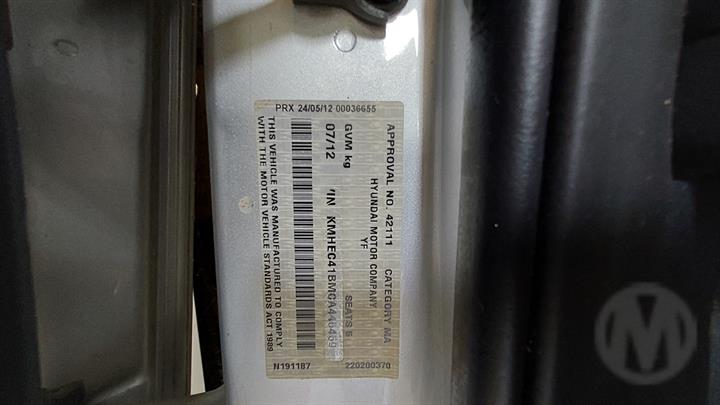 PRX 24/05/12 00036655
APPROVAL NO. 42111 CATEGORY MA
HYUNDAI MOTOR COMPANY
YF
GVM kg SEATS 5
07/12 VIN
THIS VEHICLE WAS MANUFACTURED TO COMPLY
WITH THE MOTOR VEHICLE STANDARDS ACT 1989
N191187 220200370
M